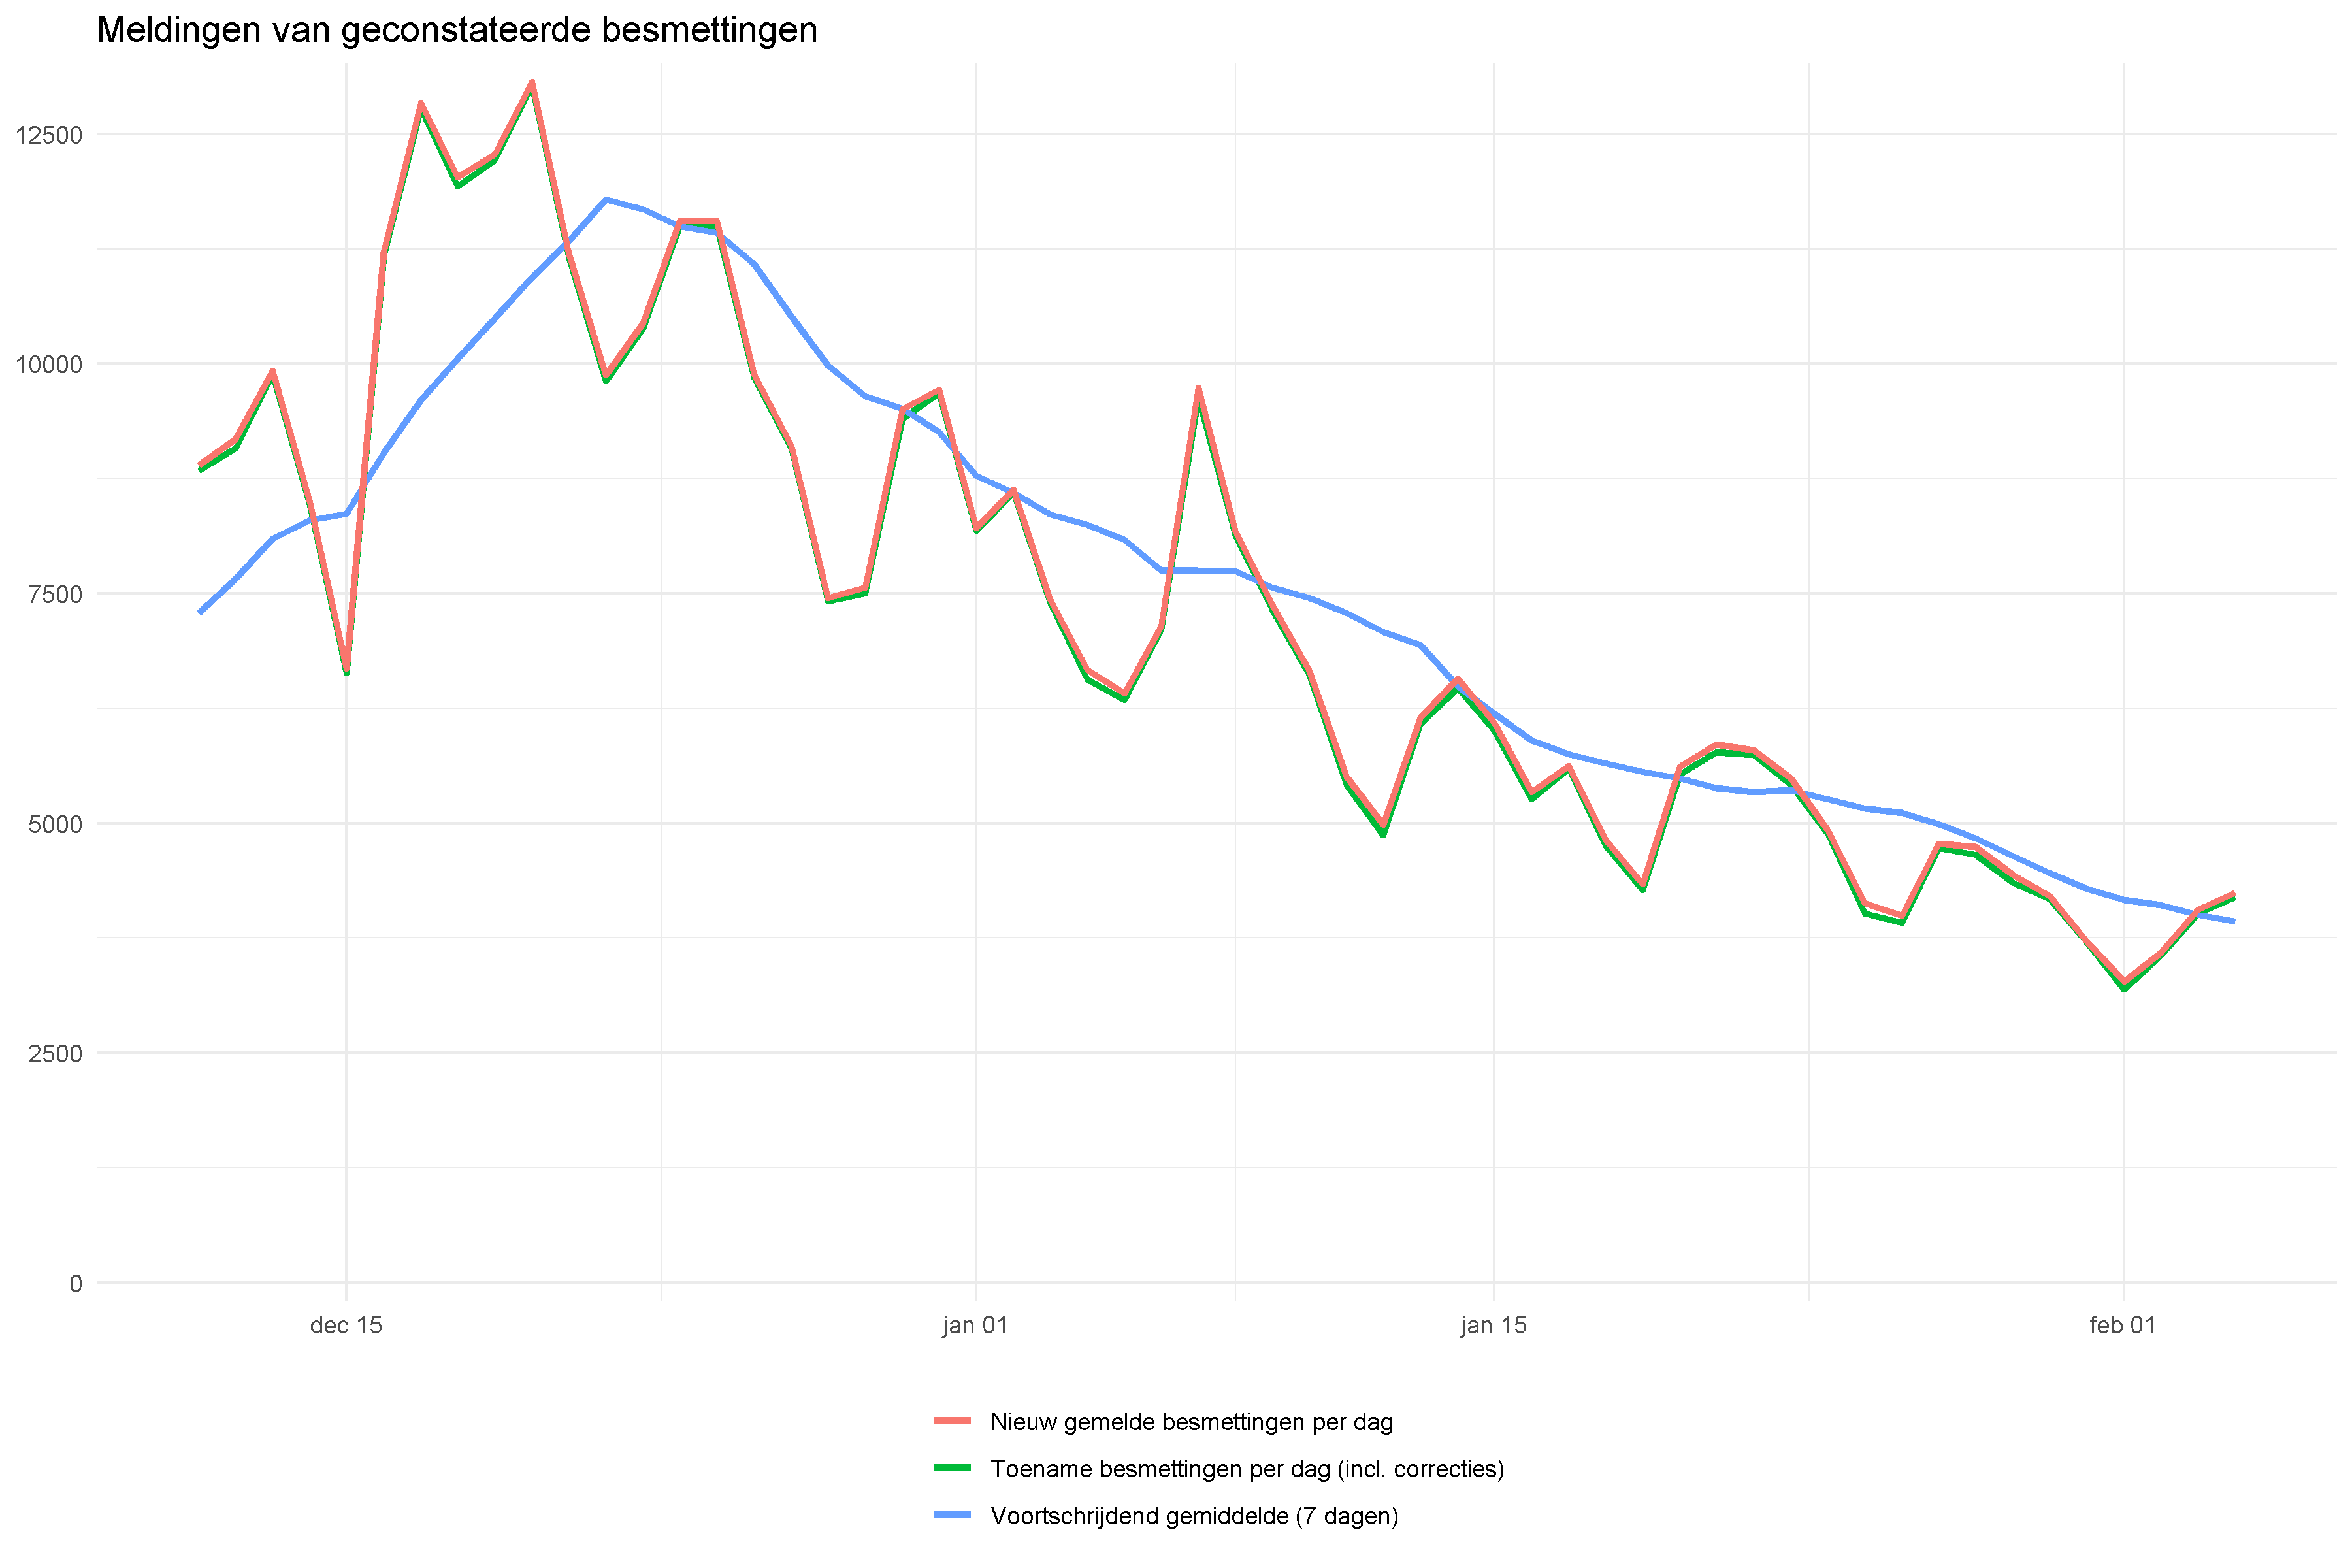 Meldingen van geconstateerde besmettingen
12500
10000
7500
5000
2500
0
dec 15
jan 01
jan 15
feb 01
Nieuw gemelde besmettingen per dag
Toename besmettingen per dag (incl. correcties)
Voortschrijdend gemiddelde (7 dagen)